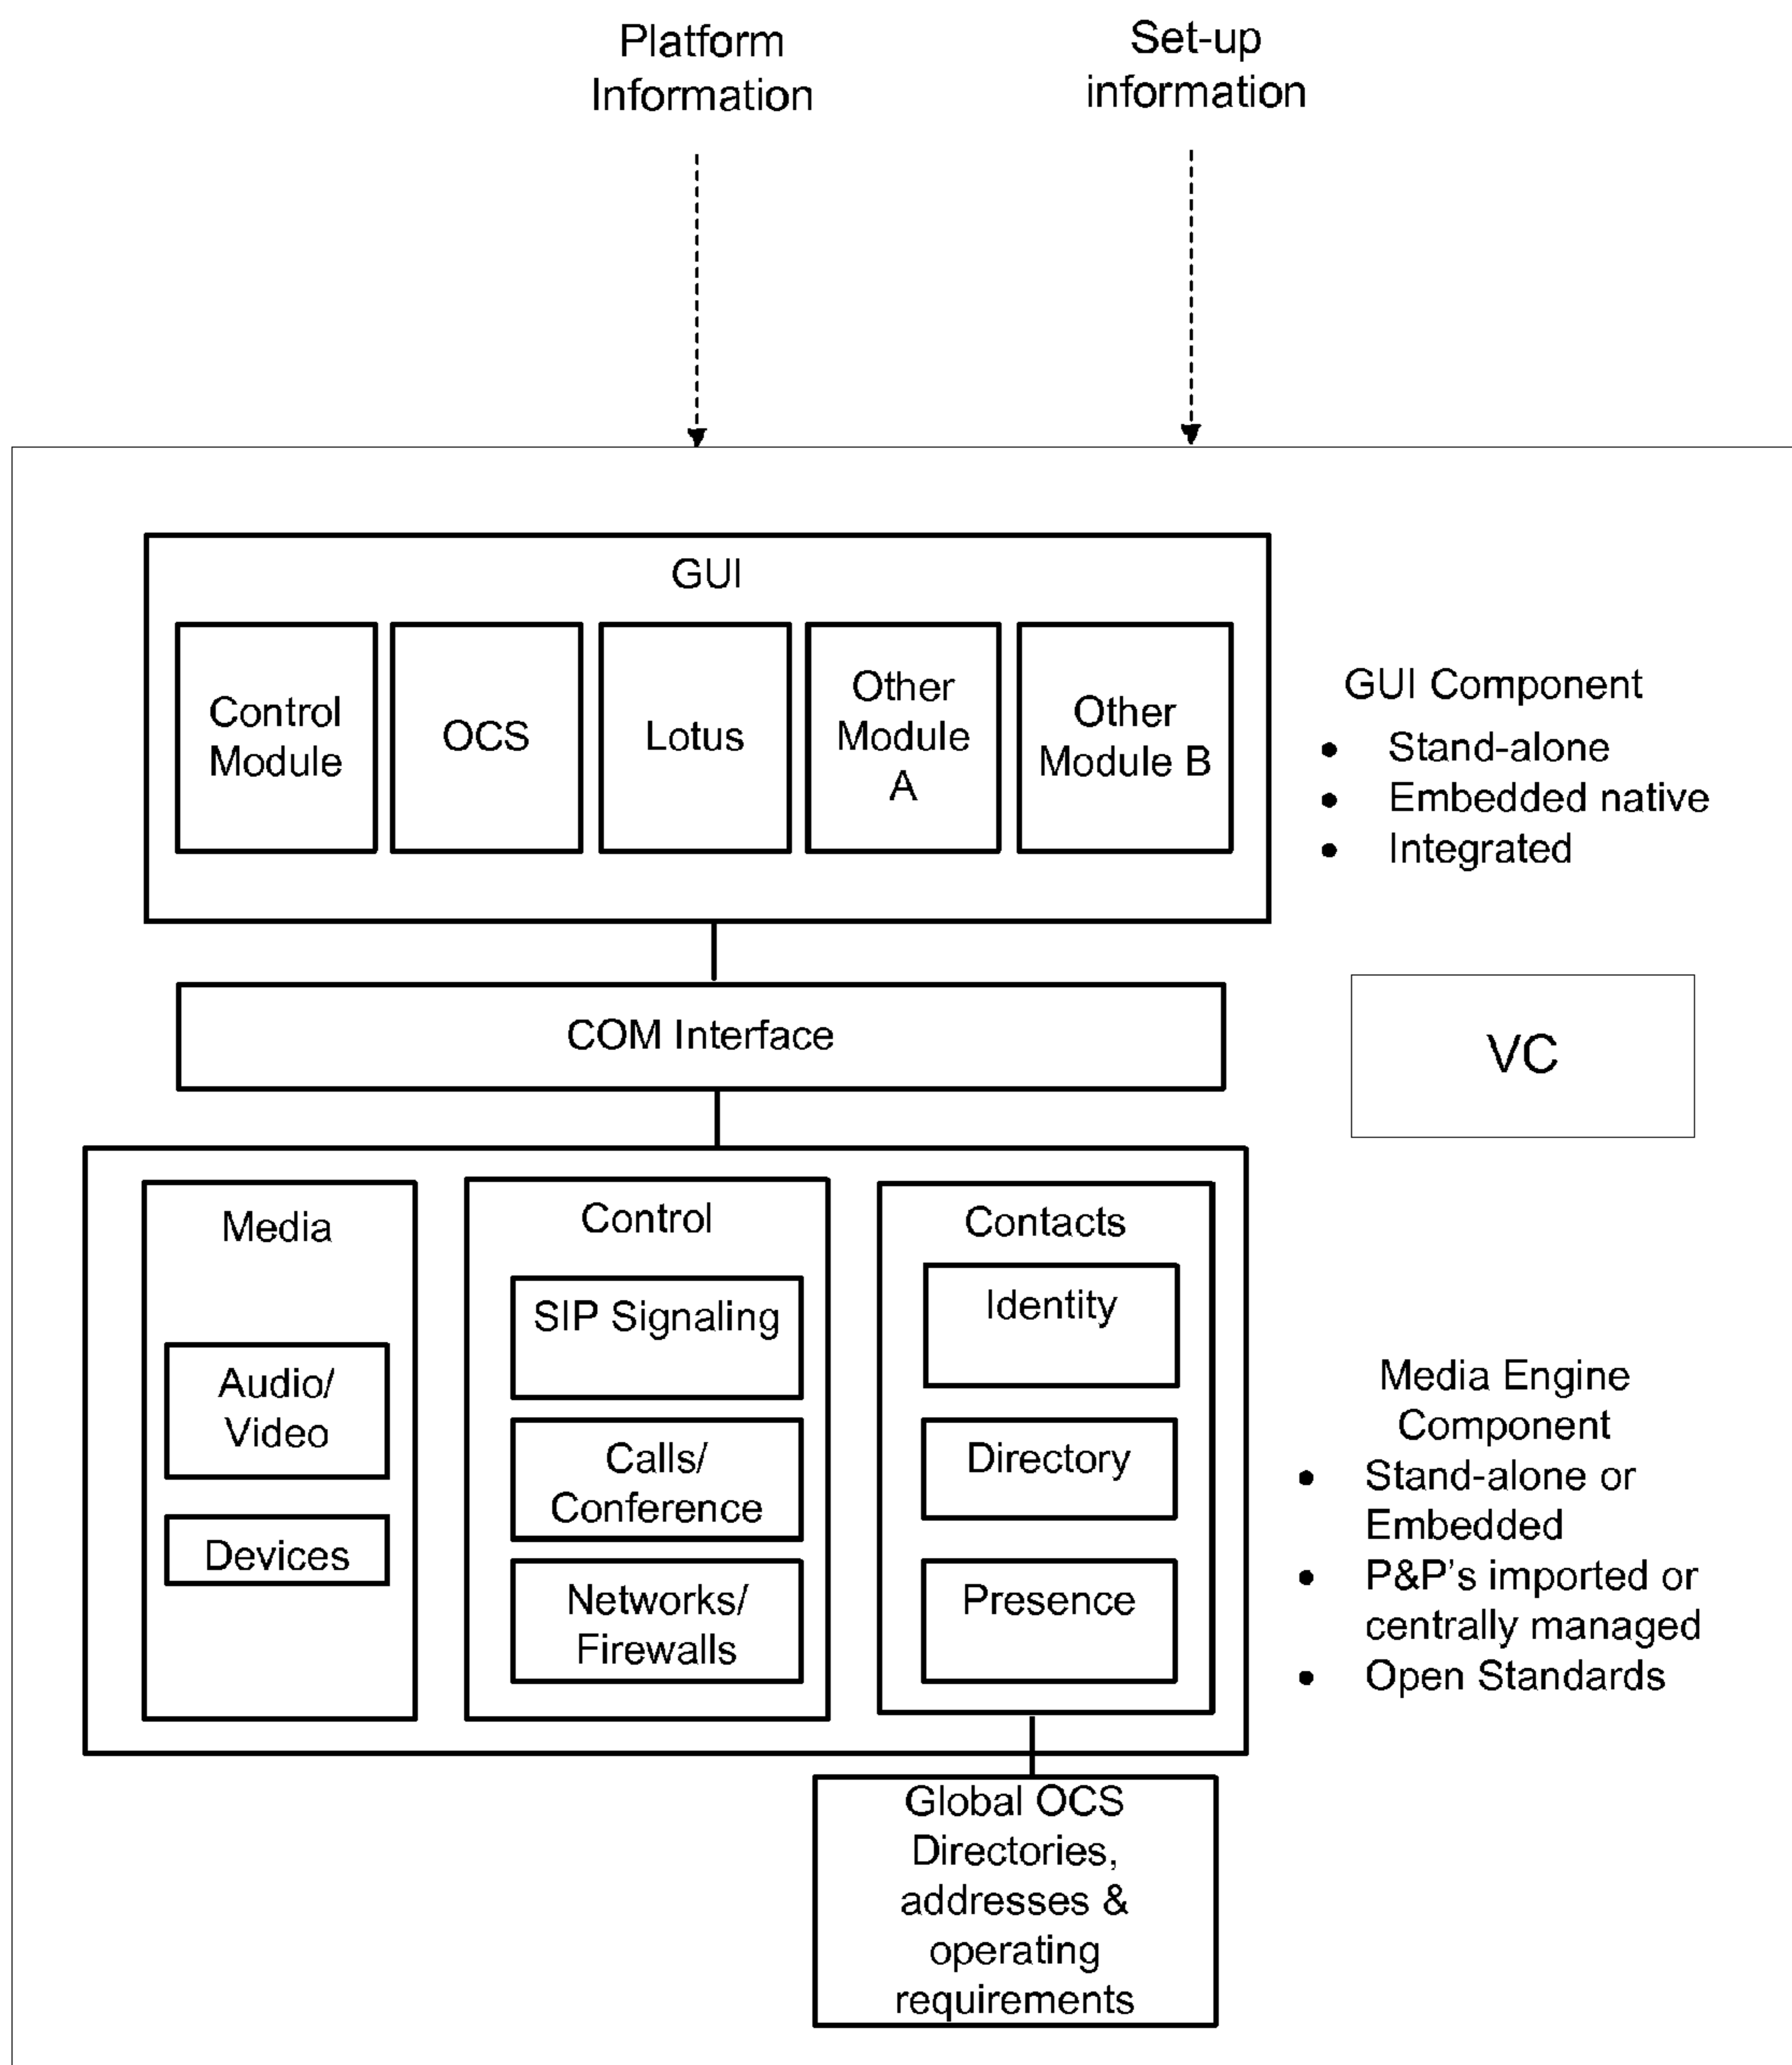 Platform
Information
Set-up
information
GUI
Control
Module
OCS
Lotus
Other
Module
A
Other
Module B
GUI Component
• Stand-alone
• Embedded native
• Integrated
COM Interface
VC
Media
Audio/
Video
Devices
Control
SIP Signaling
Calls/
Conference
Networks/
Firewalls
Contacts
Identity
Directory
Presence
Media Engine
Component
• Stand-alone or
Embedded
• P&P's imported or
centrally managed
• Open Standards
Global OCS
Directories,
addresses &
operating
requirements